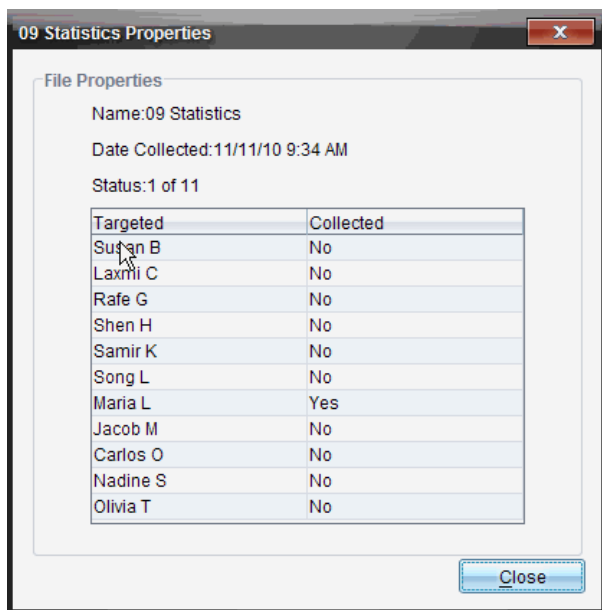 09 Statistics Properties
x
File Properties
Name:09 Statistics
Date Collected:11/11/10 9:34 AM
Status:1 of 11
Targeted Collected
Susan B No
Laxmi C No
Rafe G No
Shen H No
Samir K No
Song L No
Maria L Yes
Jacob M No
Carlos O No
Nadine S No
Olivia T No
Close